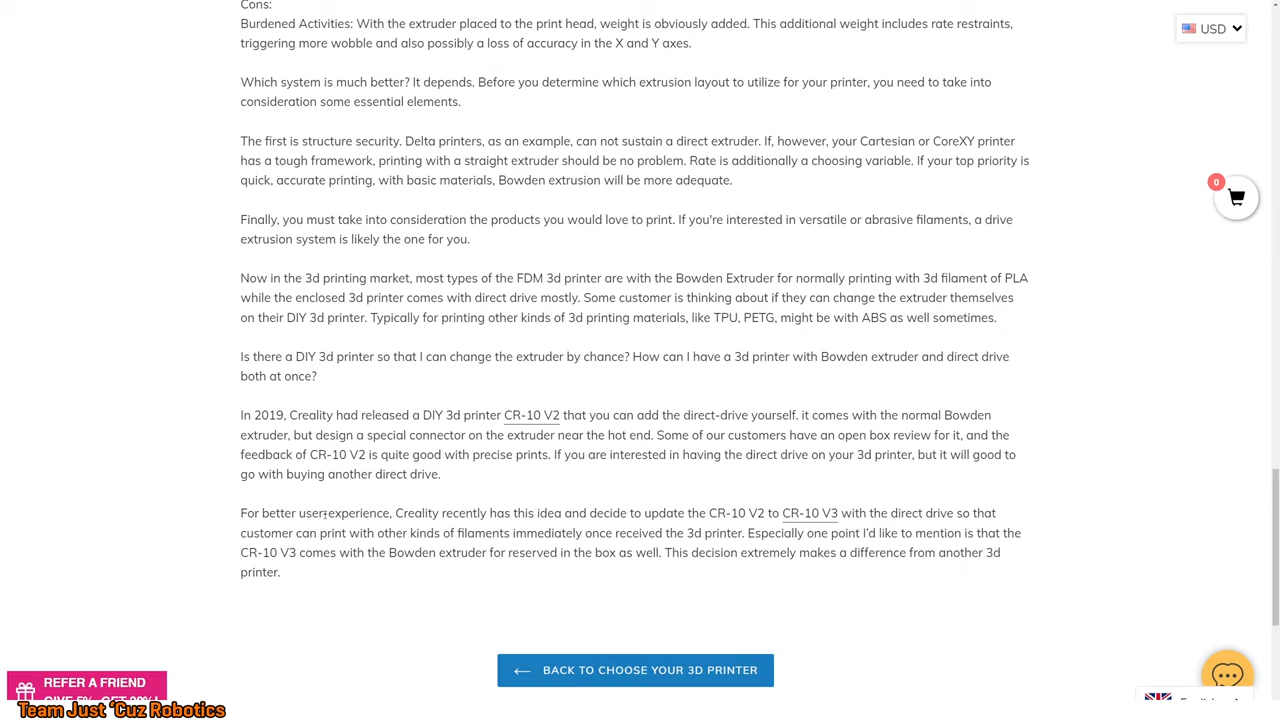 Cons:
Burdened Activities: With the extruder placed to the print head, weight is obviously added. This additional weight includes rate restraints,
triggering more wobble and also possibly a loss of accuracy in the X and Y axes.
USD
Which system is much better? It depends. Before you determine which extrusion layout to utilize for your printer, you need to take into
consideration some essential elements.
The first is structure security. Delta printers, as an example, can not sustain a direct extruder. If, however, your Cartesian or CoreXY printer
has a tough framework, printing with a straight extruder should be no problem. Rate is additionally a choosing variable. If your top priority is
quick, accurate printing, with basic materials, Bowden extrusion will be more adequate.
0
Finally, you must take into consideration the products you would love to print. If you're interested in versatile or abrasive filaments, a drive
extrusion system is likely the one for you.
Now in the 3d printing market, most types of the FDM 3d printer are with the Bowden Extruder for normally printing with 3d filament of PLA
while the enclosed 3d printer comes with direct drive mostly. Some customer is thinking about if they can change the extruder themselves
on their DIY 3d printer. Typically for printing other kinds of 3d printing materials, like TPU, PETG, might be with ABS as well sometimes.
Is there a DIY 3d printer so that I can change the extruder by chance? How can I have a 3d printer with Bowden extruder and direct drive
both at once?
In 2019, Creality had released a DIY 3d printer CR-10 V2 that you can add the direct-drive yourself. it comes with the normal Bowden
extruder, but design a special connector on the extruder near the hot end. Some of our customers have an open box review for it, and the
feedback of CR-10 V2 is quite good with precise prints. If you are interested in having the direct drive on your 3d printer, but it will good to
go with buying another direct drive.
For better user experience, Creality recently has this idea and decide to update the CR-10 V2 to CR-10 V3 with the direct drive so that
customer can print with other kinds of filaments immediately once received the 3d printer. Especially one point I'd like to mention is that the
CR-10 V3 comes with the Bowden extruder for reserved in the box as well. This decision extremely makes a difference from another 3d
printer.
BACK TO CHOOSE YOUR 3D PRINTER
REFER A FRIEND
Team Just 'Cuz Robotics